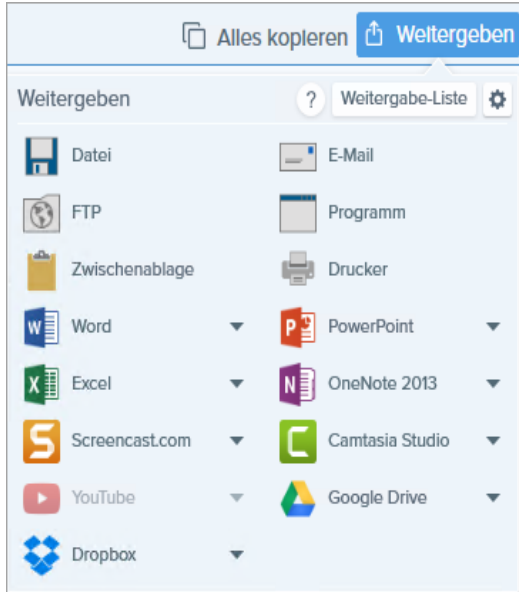 Alles kopieren Weitergeben
Weitergeben ? Weitergabe-Liste
Datei E-Mail
FTP Programm
Zwischenablage Drucker
Word PowerPoint
Excel OneNote 2013
Screencast.com Camtasia Studio
YouTube Google Drive
Dropbox